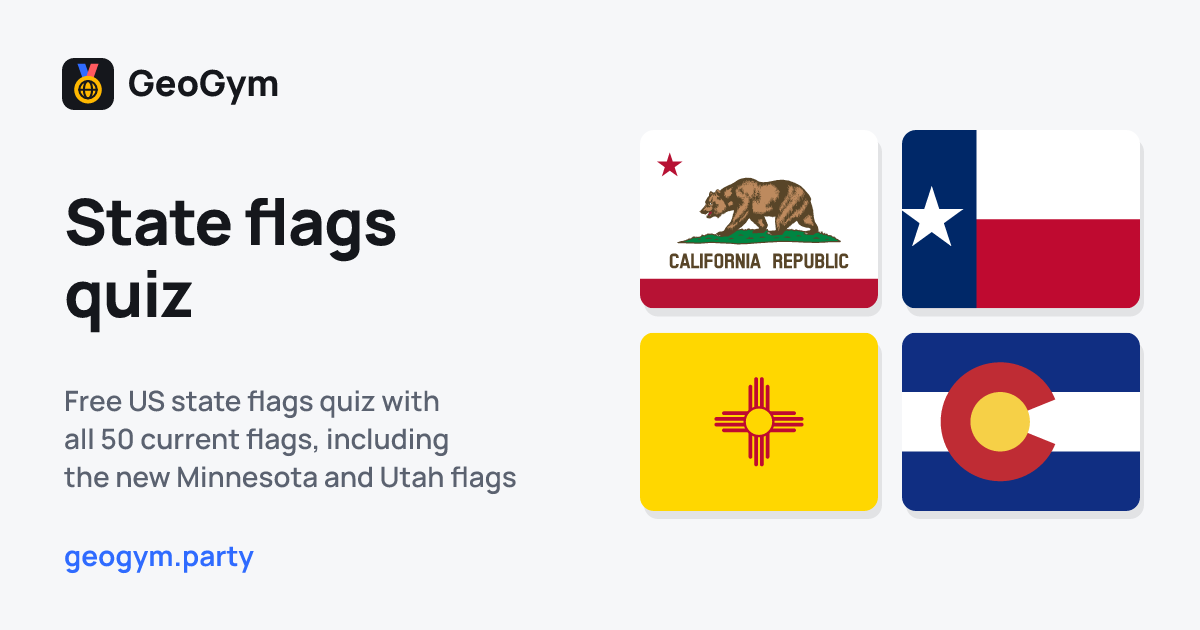 GeoGym
State flags
quiz
Free US state flags quiz with
all 50 current flags, including
the new Minnesota and Utah flags
geogym.party
CALIFORNIA REPUBLIC